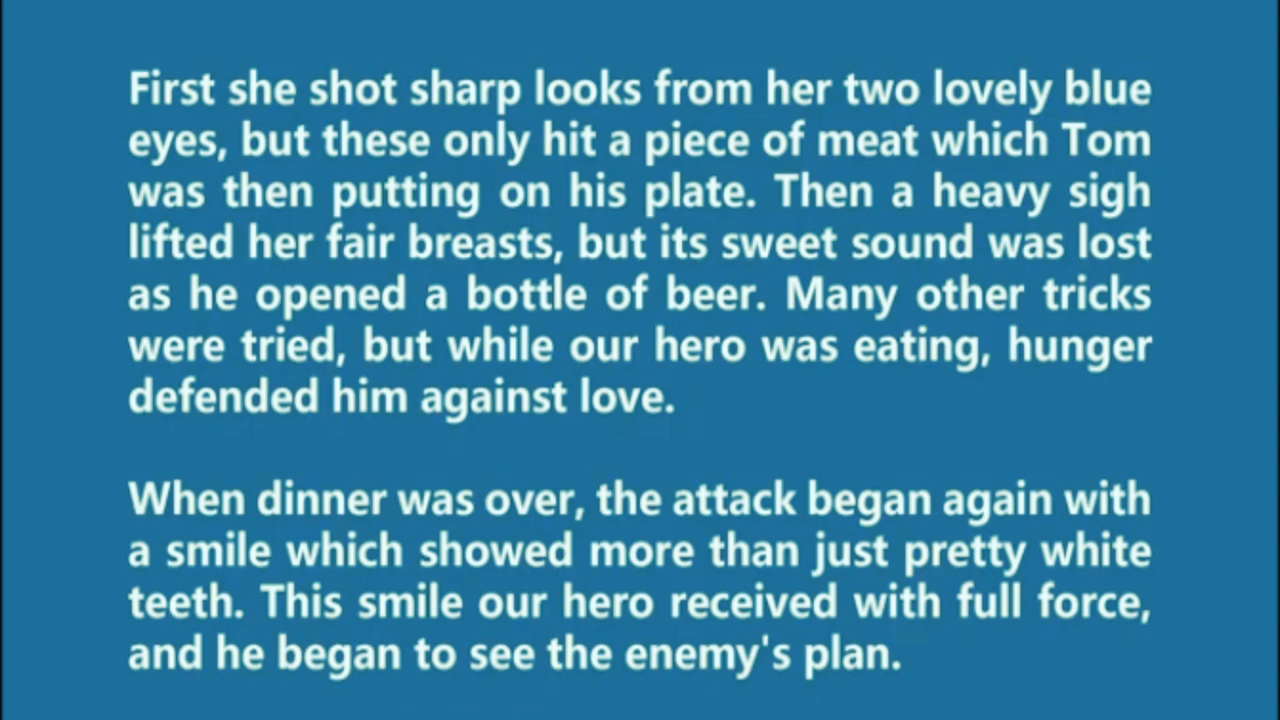 First she shot sharp looks from her two lovely blue
eyes, but these only hit a piece of meat which Tom
was then putting on his plate. Then a heavy sigh
lifted her fair breasts, but its sweet sound was lost
as he opened a bottle of beer. Many other tricks
were tried, but while our hero was eating, hunger
defended him against love.
When dinner was over, the attack began again with
a smile which showed more than just pretty white
teeth. This smile our hero received with full force,
and he began to see the enemy's plan.